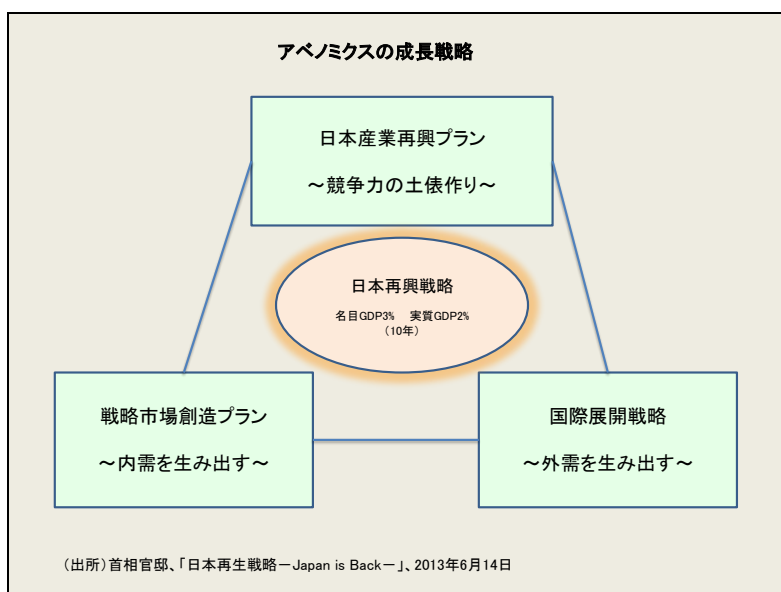 アベノミクスの成長戦略
日本産業再興プラン
～競争力の土俵作り～
日本再興戦略
名目GDP3%　実質GDP2%
（10年）
戦略市場創造プラン
～内需を生み出す～
国際展開戦略
～外需を生み出す～
（出所）首相官邸、「日本再生戦略－Japan is Back－」、2013年6月14日